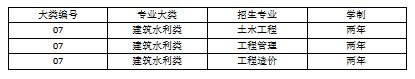 大类编号 专业大类 招生专业 学制
07 建筑水利类 土木工程 两年
07 建筑水利类 工程管理 两年
07 建筑水利类 工程造价 两年